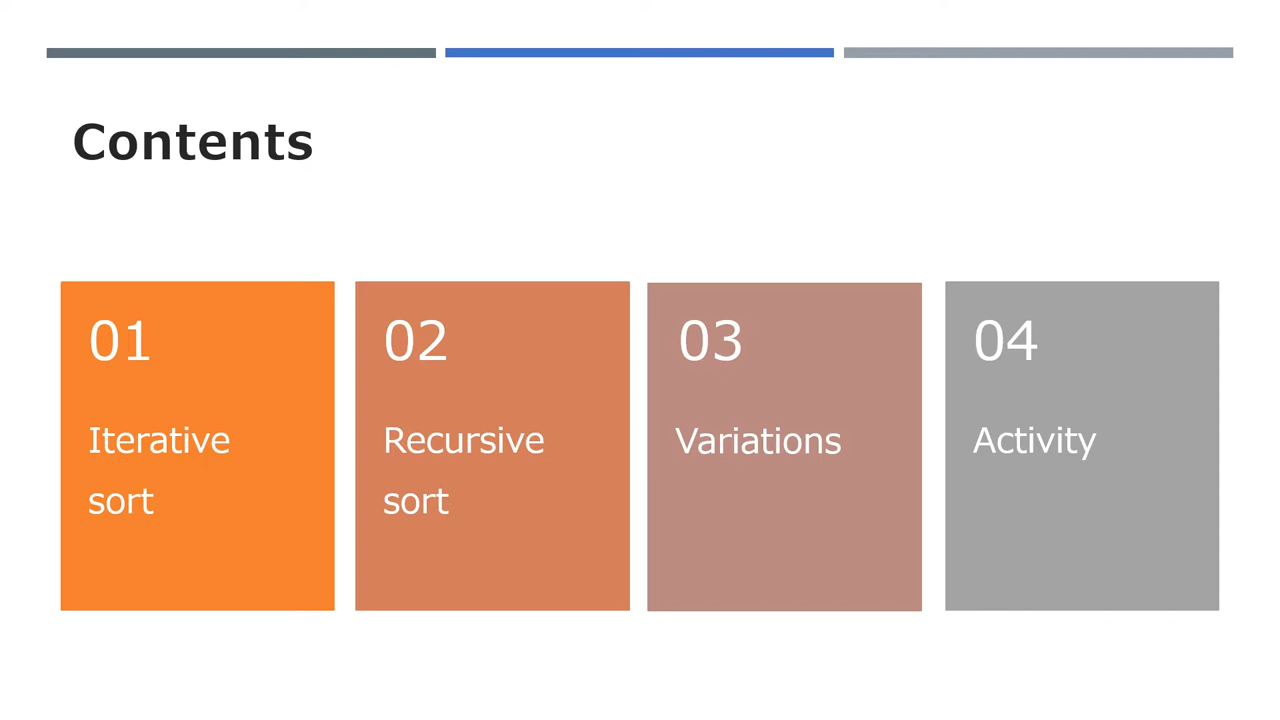 Contents
01
Iterative
sort
02
Recursive
sort
03
Variations
04
Activity